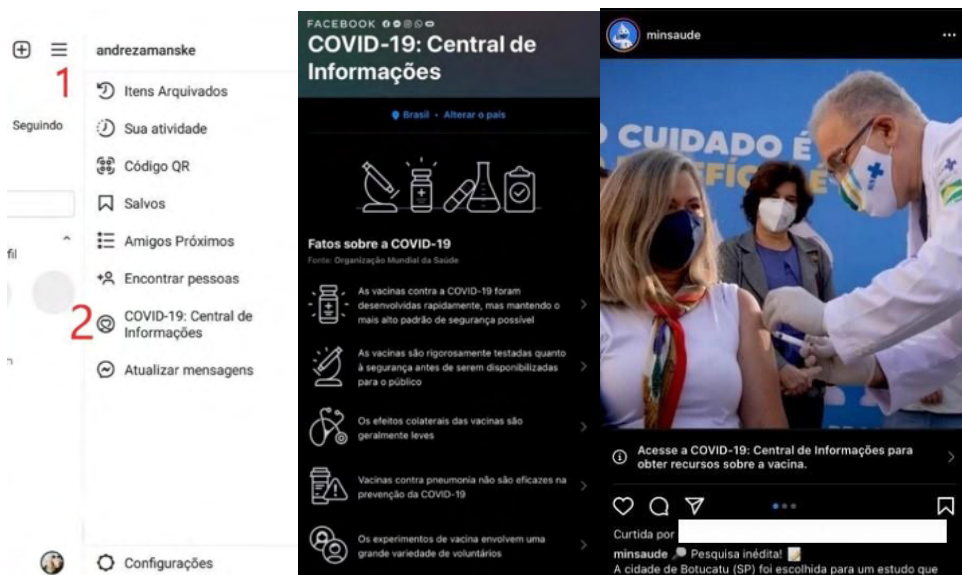 1
Seguindo
fil
andrezamanske
Itens Arquivados
Sua atividade
Código QR
Salvos
Amigos Próximos
Encontrar pessoas
2
COVID-19: Central de
Informações
Atualizar mensagens
Configurações
FACEBOOK
COVID-19: Central de
Informações
Brasil • Alterar o país
Fatos sobre a COVID-19
Fonte: Organização Mundial da Saúde
As vacinas contra a COVID-19 foram
desenvolvidas rapidamente, mas mantendo o
mais alto padrão de segurança possível
As vacinas são rigorosamente testadas quanto
à segurança antes de serem disponibilizadas
para o público
Os efeitos colaterais das vacinas são
geralmente leves
Vacinas contra pneumonia não são eficazes na
prevenção da COVID-19
Os experimentos de vacina envolvem uma
grande variedade de voluntários
minsaude
O CUIDADO É
Acesse a COVID-19: Central de Informações para
obter recursos sobre a vacina.
Curtida por
minsaude Pesquisa inédita!
A cidade de Botucatu (SP) foi escolhida para um estudo que